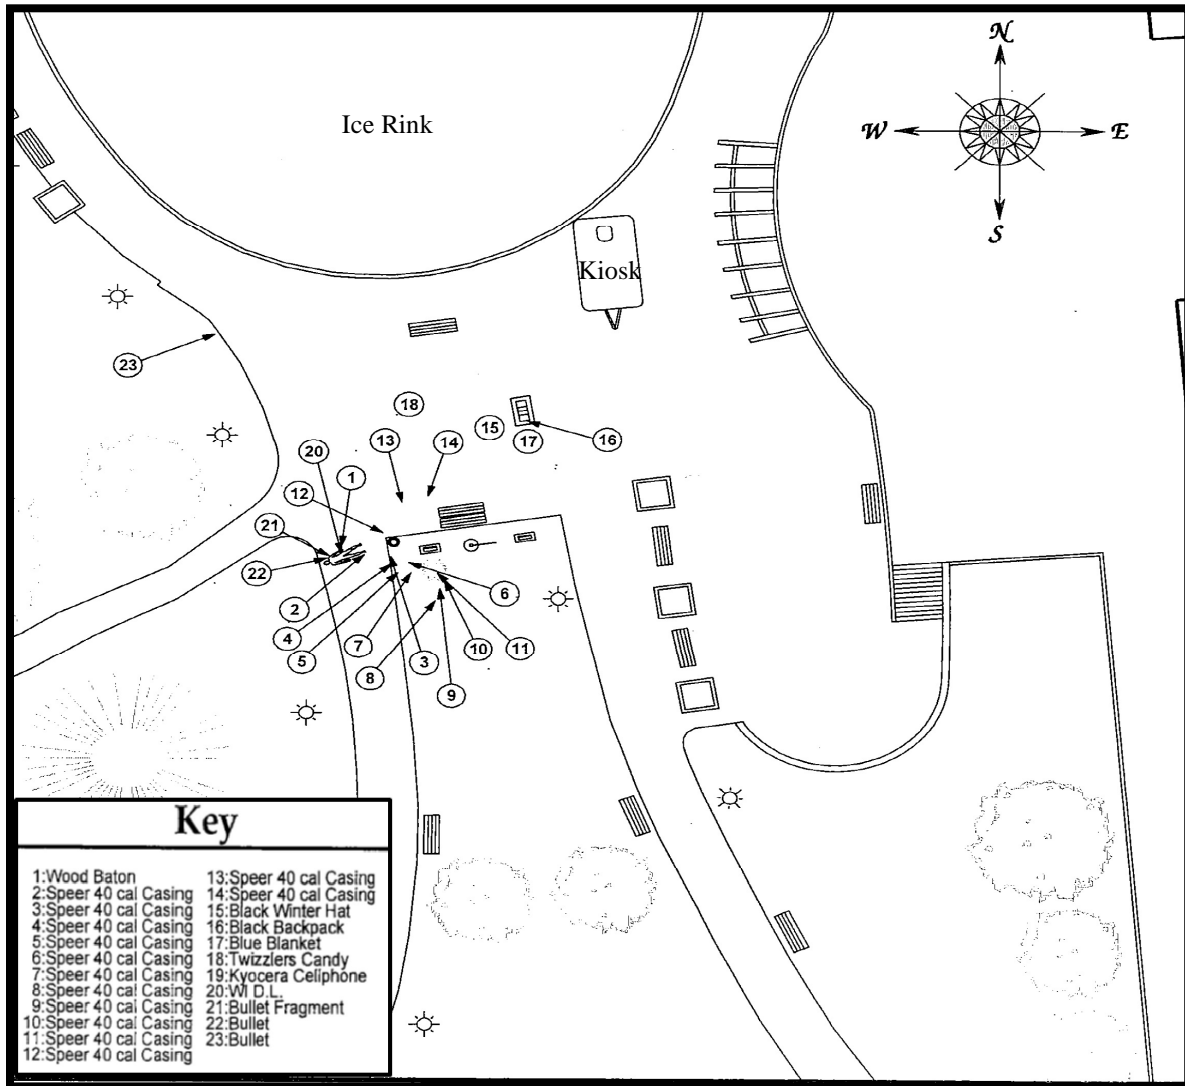 N
Ice Rink
W
E
S
Kiosk
23
18
15
17
16
13
14
20
1
12
21
22
2
6
4
7
10
11
5
3
8
9
Key
1:Wood Baton
2:Speer 40 cal Casing
3:Speer 40 cal Casing
4:Speer 40 cal Casing
5:Speer 40 cal Casing
6:Speer 40 cal Casing
7:Speer 40 cal Casing
8:Speer 40 cal Casing
9:Speer 40 cal Casing
10:Speer 40 cal Casing
11:Speer 40 cal Casing
12:Speer 40 cal Casing
13:Speer 40 cal Casing
14:Speer 40 cal Casing
15:Black Winter Hat
16:Black Backpack
17:Blue Blanket
18:Twizzlers Candy
19:Kyocera Cellphone
20:WI D.L.
21:Bullet Fragment
22:Bullet
23:Bullet